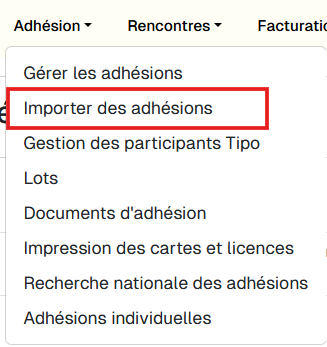 Adhésion Rencontres Facturati
Gérer les adhésions
Importer des adhésions
Gestion des participants Tipo
Lots
Documents d'adhésion
Impression des cartes et licences
Recherche nationale des adhésions
Adhésions individuelles